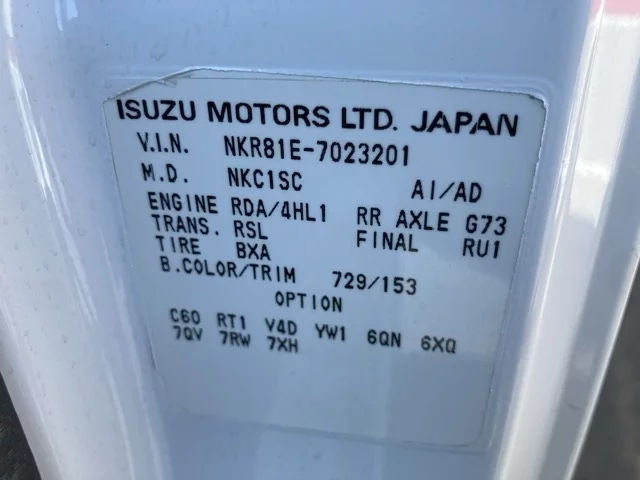 ISUZU MOTORS LTD. JAPAN
V.I.N. NKR81E-7023201
M.D. NKC1SC AI/AD
ENGINE RDA/4HL1 RR AXLE G73
TRANS. RSL FINAL RU1
TIRE BXA
B.COLOR/TRIM 729/153
OPTION
C60 RT1 V4D YW1 6QN 6XQ
7QV 7RW 7XH